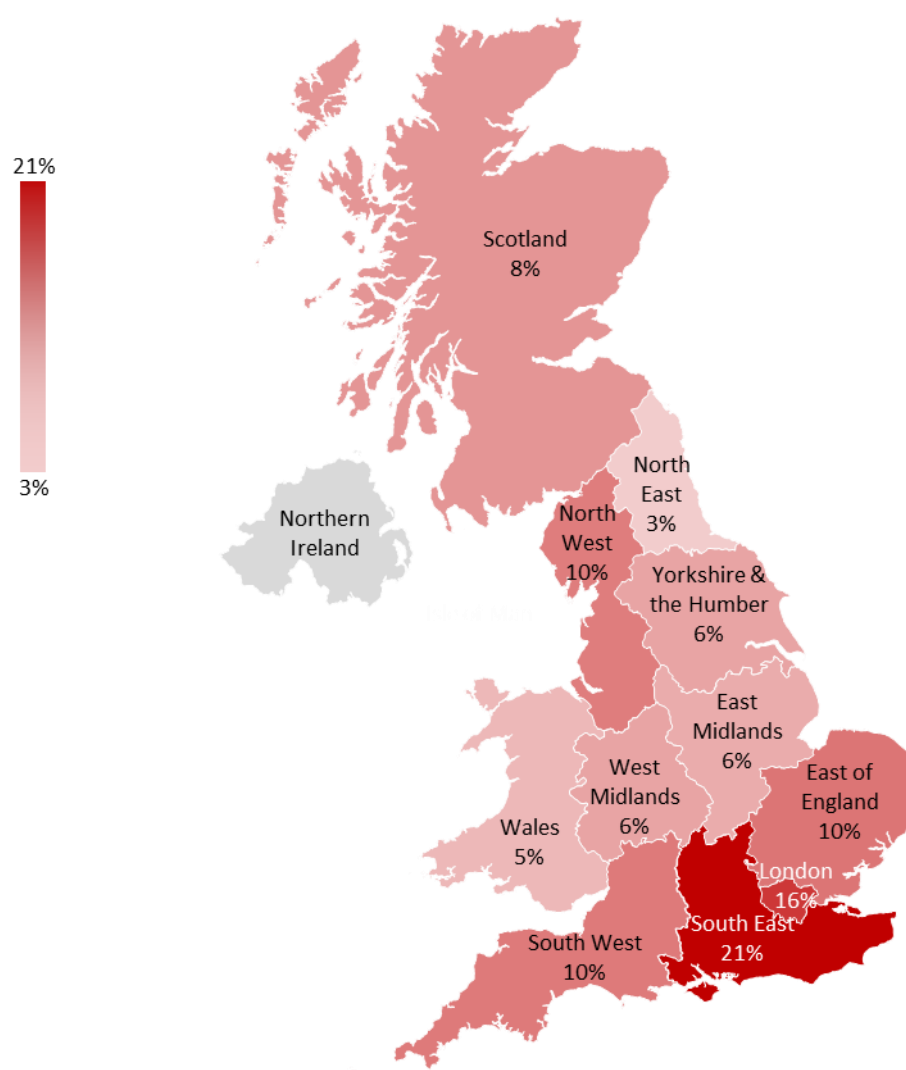 21%
3%
Scotland
8%
Northern
Ireland
North
East
3%
North
West
10%
Yorkshire &
the Humber
6%
East
Midlands
6%
West
Midlands
6%
East of
England
10%
Wales
5%
London
16%
South East
21%
South West
10%